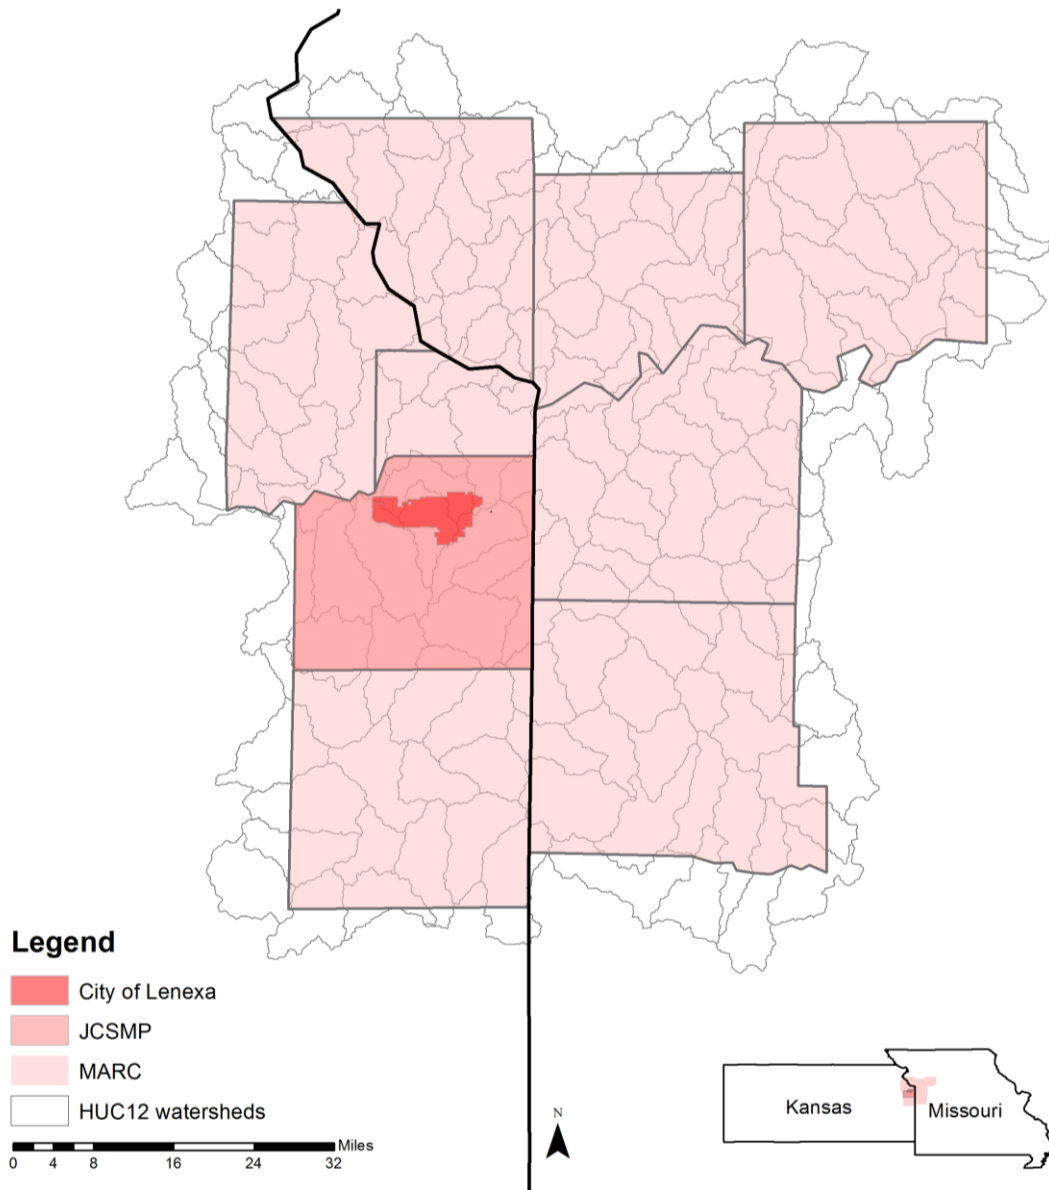 Legend
City of Lenexa
JCSMP
MARC
HUC12 watersheds
Miles
0 4 8 16 24 32
N
Kansas
Missouri